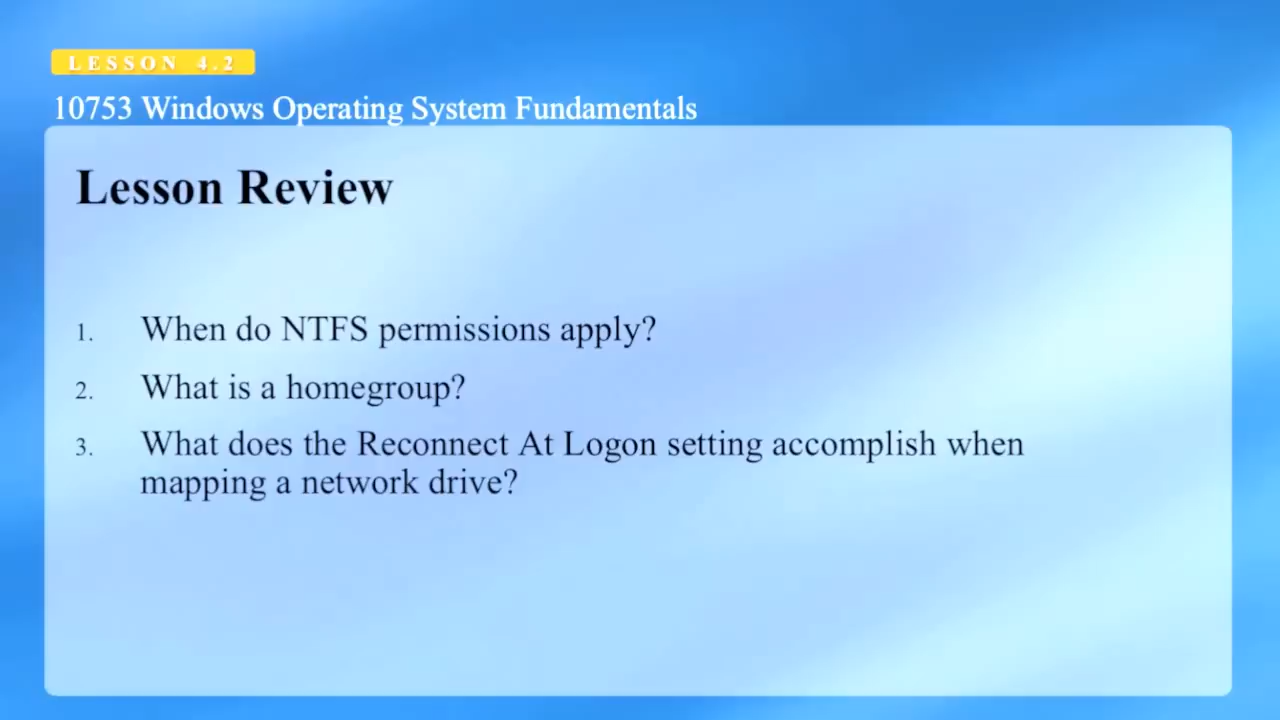 LESSON 4.2
10753 Windows Operating System Fundamentals
Lesson Review
1. When do NTFS permissions apply?
2. What is a homegroup?
3. What does the Reconnect At Logon setting accomplish when
mapping a network drive?